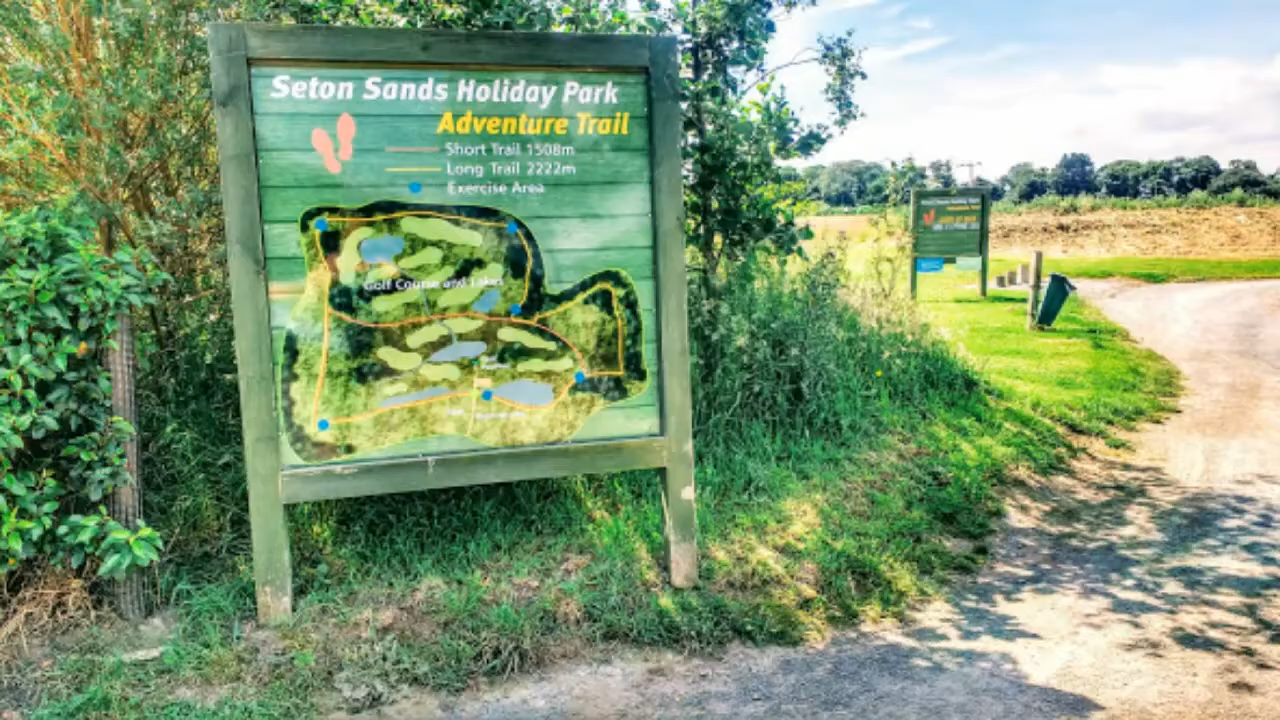 Seton Sands Holiday Park
Adventure Trail
Short Trail 1508m
Long Trail 2222m
Exercise Area
Golf Course and Lakes